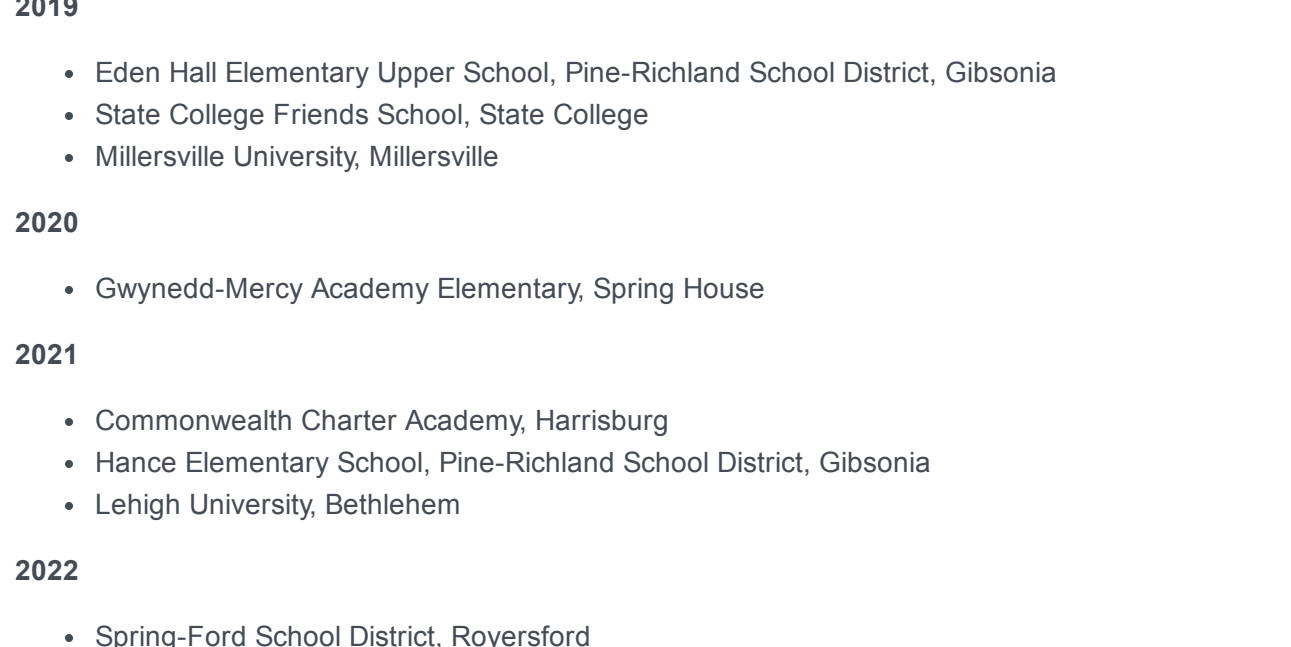 2019
Eden Hall Elementary Upper School, Pine-Richland School District, Gibsonia
State College Friends School, State College
Millersville University, Millersville
2020
Gwynedd-Mercy Academy Elementary, Spring House
2021
Commonwealth Charter Academy, Harrisburg
Hance Elementary School, Pine-Richland School District, Gibsonia
Lehigh University, Bethlehem
2022
Spring-Ford School District, Royersford